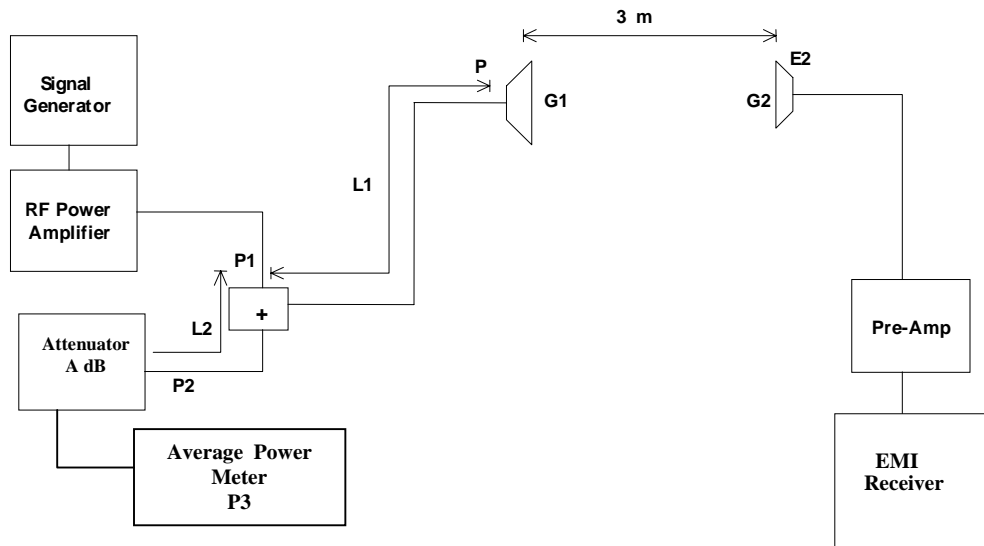 3 m
P
E2
Signal
Generator
G1
G2
L1
RF Power
Amplifier
P1
+
L2
Attenuator
A dB
Pre-Amp
P2
Average Power
Meter
P3
EMI
Receiver